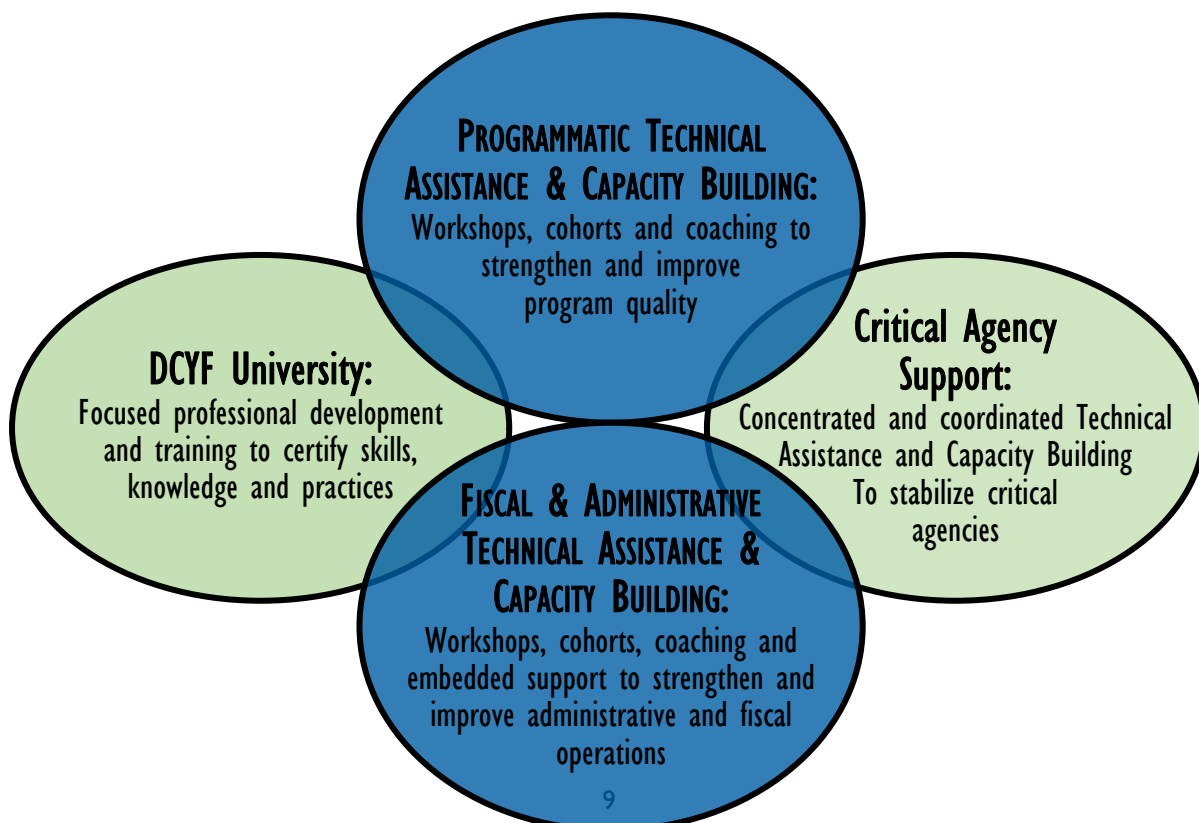 PROGRAMMATIC TECHNICAL
ASSISTANCE & CAPACITY BUILDING:
Workshops, cohorts and coaching to
strengthen and improve
program quality
DCYF University:
Focused professional development
and training to certify skills,
knowledge and practices
Critical Agency
Support:
Concentrated and coordinated Technical
Assistance and Capacity Building
To stabilize critical
agencies
FISCAL & ADMINISTRATIVE
TECHNICAL ASSISTANCE &
CAPACITY BUILDING:
Workshops, cohorts, coaching and
embedded support to strengthen and
improve administrative and fiscal
operations
9